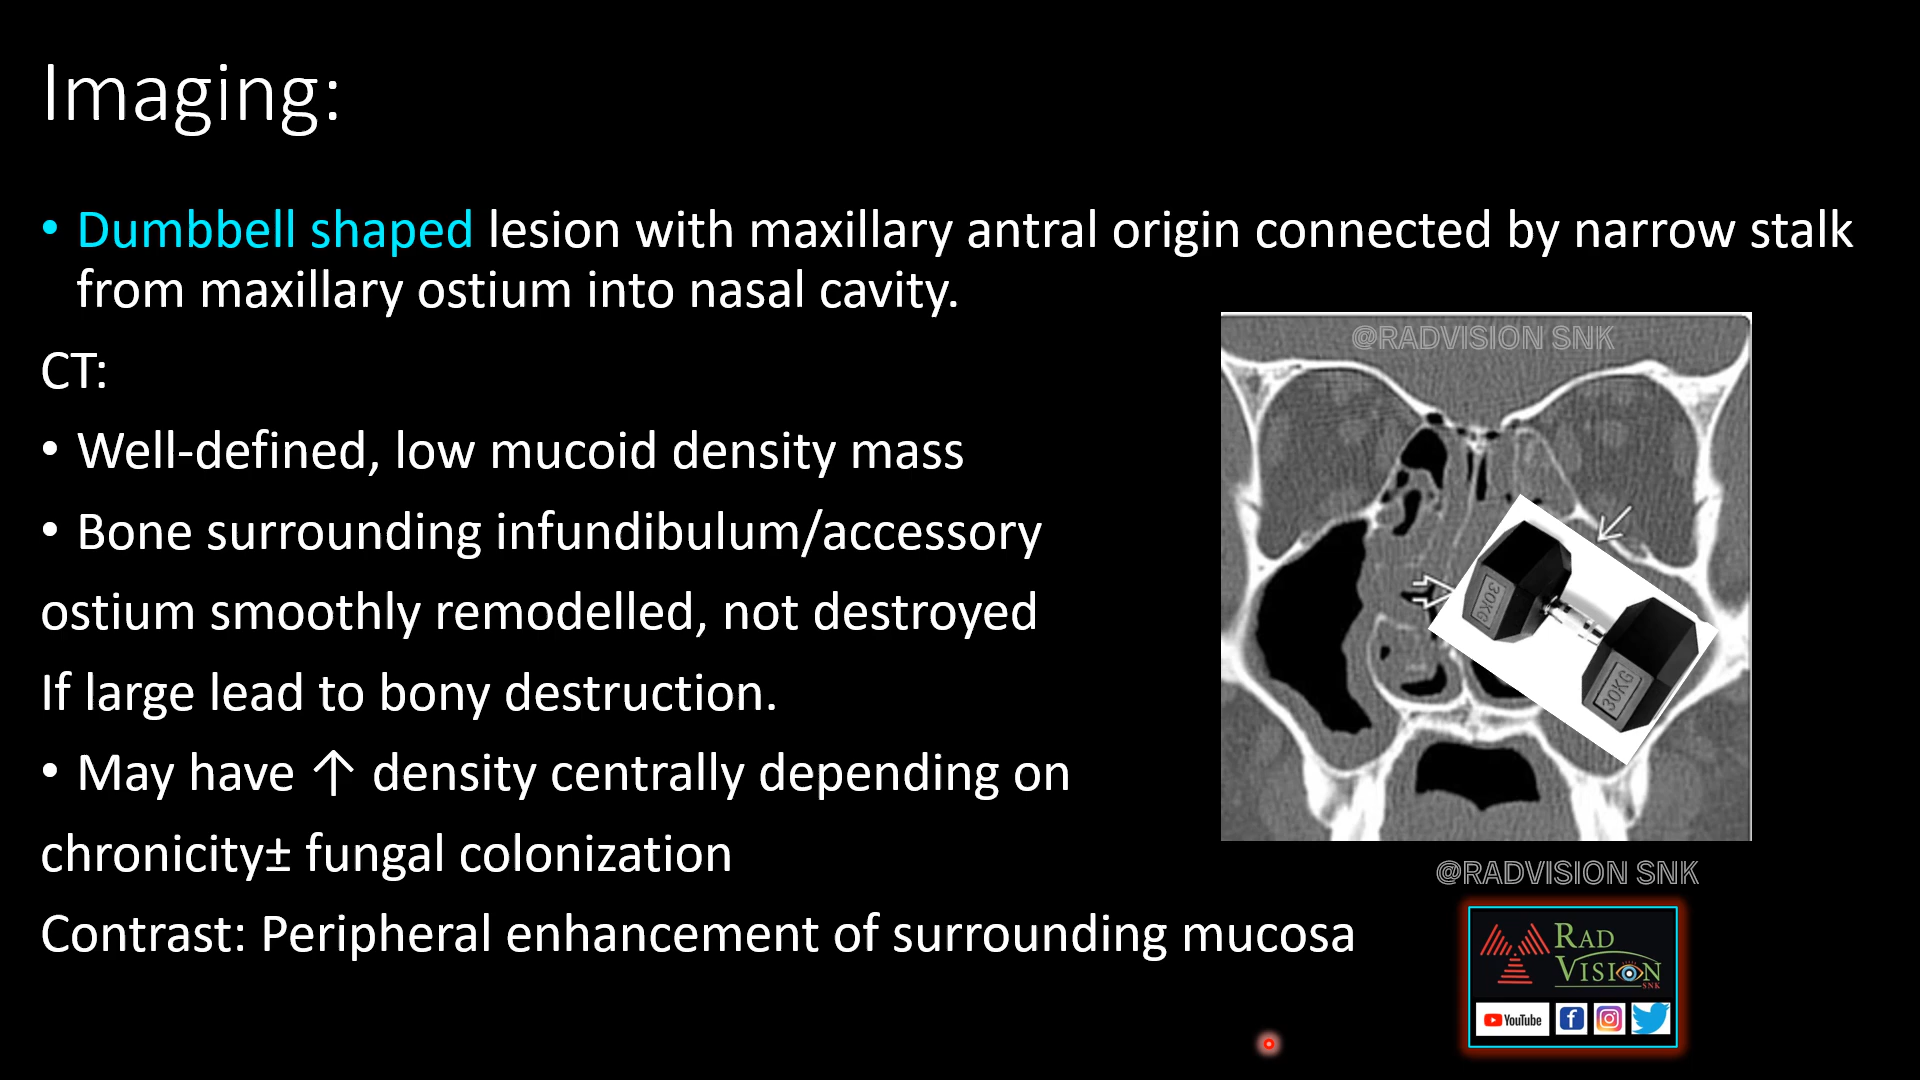 Imaging:
• Dumbbell shaped lesion with maxillary antral origin connected by narrow stalk
from maxillary ostium into nasal cavity.
CT:
• Well-defined, low mucoid density mass
• Bone surrounding infundibulum/accessory
ostium smoothly remodelled, not destroyed
If large lead to bony destruction.
• May have ↑ density centrally depending on
chronicity± fungal colonization
Contrast: Peripheral enhancement of surrounding mucosa
@RADVISION SNK
30KG
30KG
@RADVISION SNK
RAD
VISION
SNK
YouTube